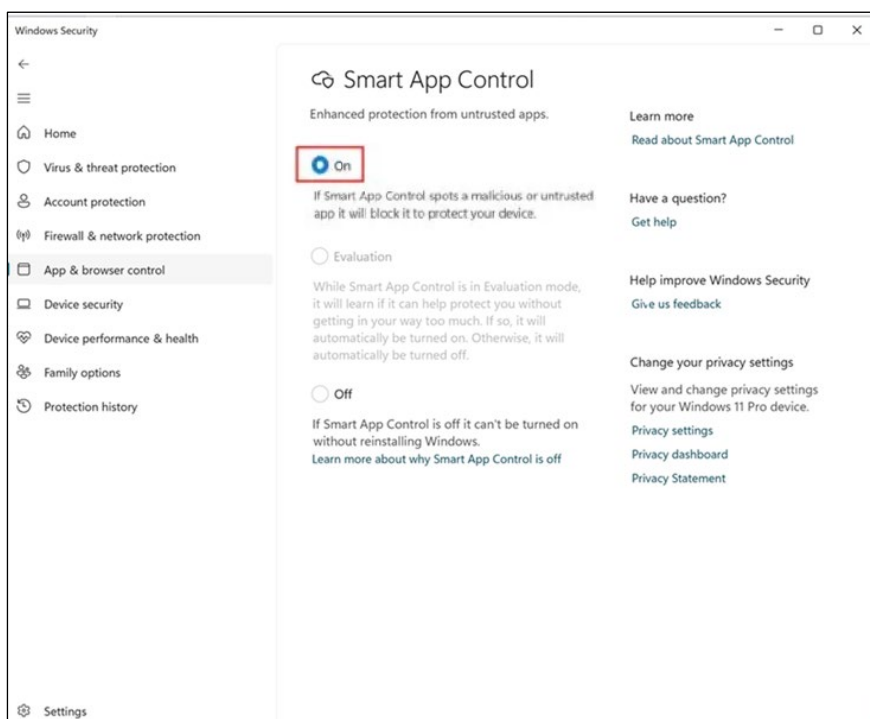 Windows Security
Home
Virus & threat protection
Account protection
Firewall & network protection
App & browser control
Device security
Device performance & health
Family options
Protection history
Settings
Smart App Control
Enhanced protection from untrusted apps.
On
If Smart App Control spots a malicious or untrusted
app it will block it to protect your device.
Evaluation
While Smart App Control is in Evaluation mode,
it will learn if it can help protect you without
getting in your way too much. If so, it will
automatically be turned on. Otherwise, it will
automatically be turned off.
Off
If Smart App Control is off it can't be turned on
without reinstalling Windows.
Learn more about why Smart App Control is off
Learn more
Read about Smart App Control
Have a question?
Get help
Help improve Windows Security
Give us feedback
Change your privacy settings
View and change privacy settings
for your Windows 11 Pro device.
Privacy settings
Privacy dashboard
Privacy Statement